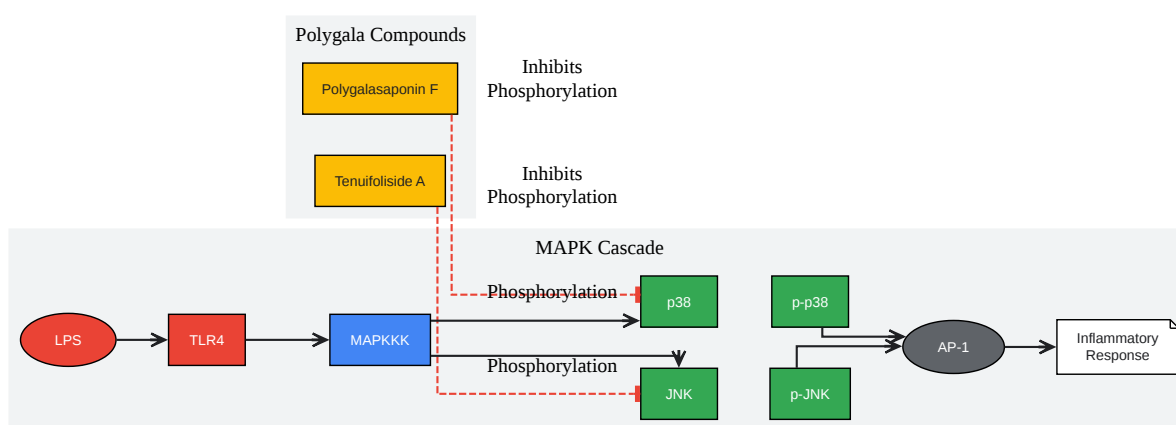 Polygala Compounds
Polygalasaponin F
Inhibits
Phosphorylation
Tenuifoliside A
Inhibits
Phosphorylation
MAPK Cascade
Phosphorylation
p38
p-p38
LPS
TLR4
MAPKKK
AP-1
Inflammatory
Response
Phosphorylation
JNK
p-JNK